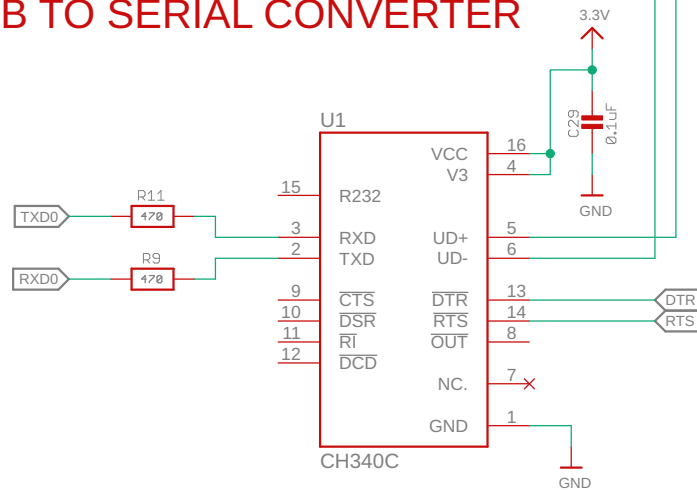 B TO SERIAL CONVERTER
3.3V
C29
0.1uF
GND
U1
VCC 16
V3 4
15 R232
R11
TXD0 470
3 RXD
UD+ 5
2 TXD
UD- 6
R9
RXD0 470
9 CTS
DTR 13 DTR
10 DSR
RTS 14 RTS
11 RI
OUT 8
12 DCD
NC. 7
GND 1
CH340C
GND